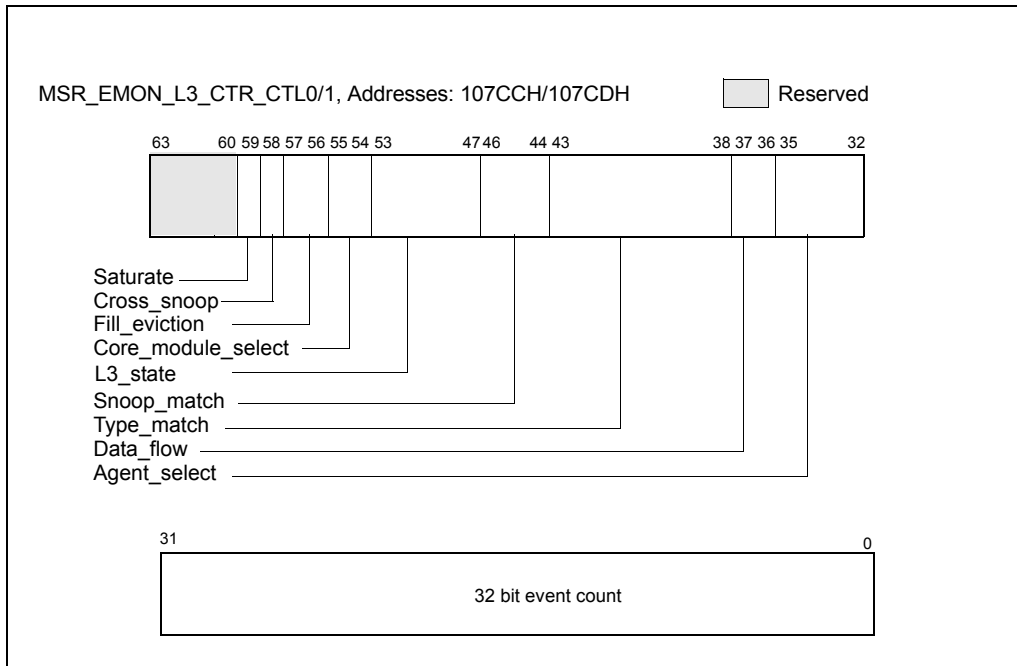 MSR_EMON_L3_CTR_CTL0/1, Addresses: 107CCH/107CDH Reserved
63 60 59 58 57 56 55 54 53 47 46 44 43 38 37 36 35 32
Saturate
Cross_snoop
Fill_eviction
Core_module_select
L3_state
Snoop_match
Type_match
Data_flow
Agent_select
31 0
32 bit event count